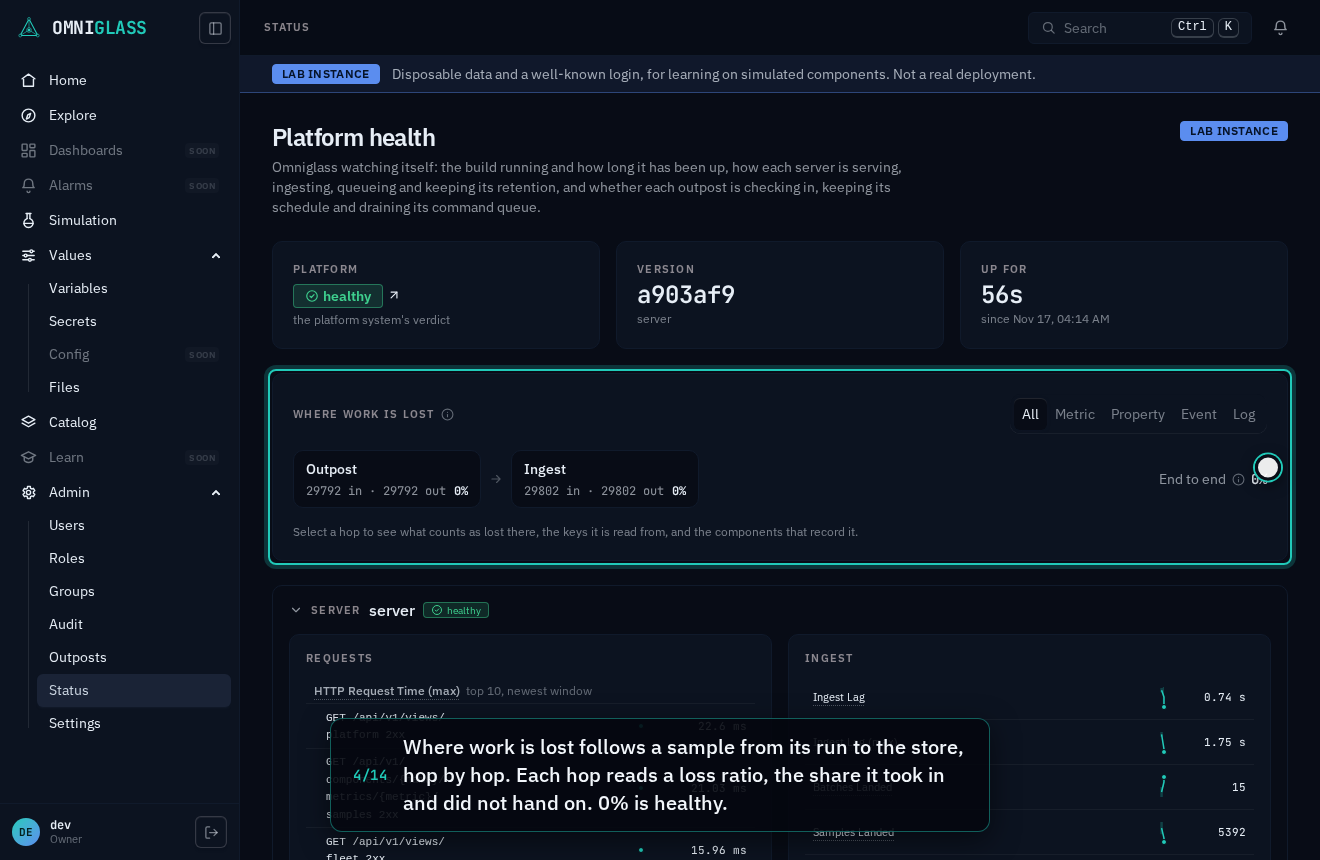 OMNIGLASS
STATUS
Search
Ctrl K
LAB INSTANCE Disposable data and a well-known login, for learning on simulated components. Not a real deployment.
Home
Explore
Dashboards SOON
Alarms SOON
Simulation
Values
Variables
Secrets
Config SOON
Files
Catalog
Learn SOON
Admin
Users
Roles
Groups
Audit
Outposts
Status
Settings
DE dev
Owner
Platform health
LAB INSTANCE
Omniglass watching itself: the build running and how long it has been up, how each server is serving,
ingesting, queueing and keeping its retention, and whether each outpost is checking in, keeping its
schedule and draining its command queue.
PLATFORM
healthy
the platform system's verdict
VERSION
a903af9
server
UP FOR
56s
since Nov 17, 04:14 AM
WHERE WORK IS LOST
All Metric Property Event Log
Outpost
29792 in · 29792 out 0%
Ingest
29802 in · 29802 out 0%
End to end 0%
Select a hop to see what counts as lost there, the keys it is read from, and the components that record it.
SERVER server healthy
REQUESTS
HTTP Request Time (max) top 10, newest window
GET /api/v1/views/
platform 2xx 22.6 ms
GET /api/v1/
metrics/{metric}
samples 2xx 21.03 ms
GET /api/v1/views/
fleet 2xx 15.96 ms
INGEST
Ingest Lag 0.74 s
1.75 s
Batches Landed 15
Samples Landed 5392
4/14
Where work is lost follows a sample from its run to the store,
hop by hop. Each hop reads a loss ratio, the share it took in
and did not hand on. 0% is healthy.